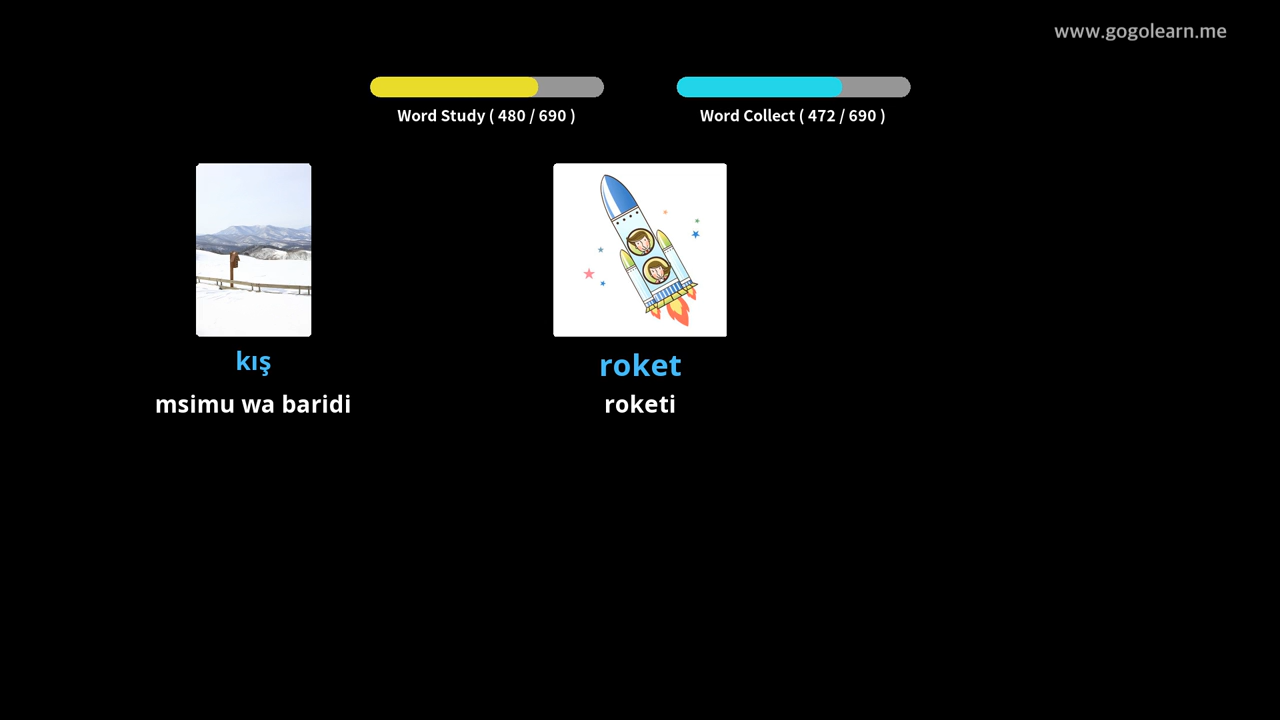 www.gogolearn.me
Word Study ( 480 / 690 )
Word Collect ( 472 / 690 )
kış
msimu wa baridi
roket
roketi